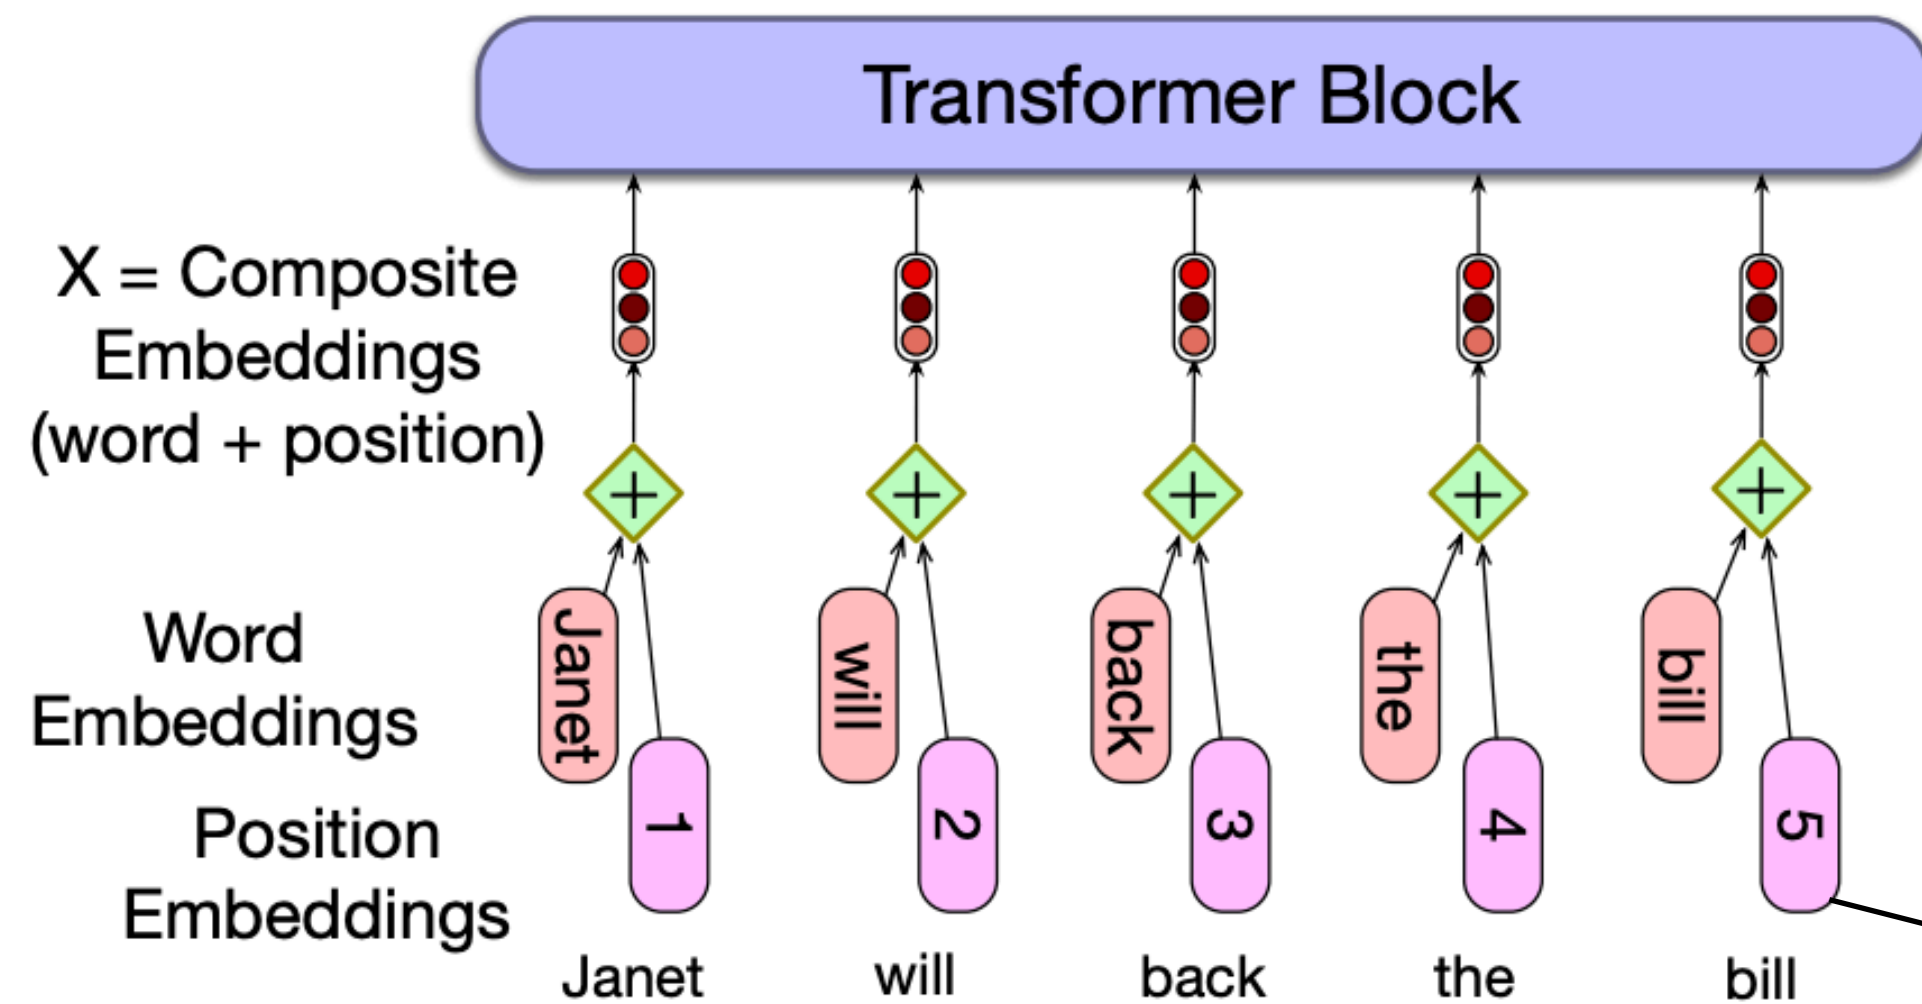 Transformer Block
X = Composite
Embeddings
(word + position)
+ + + + +
Word
Embeddings
Janet will back the bill
Position
Embeddings
1 2 3 4 5
Janet will back the bill